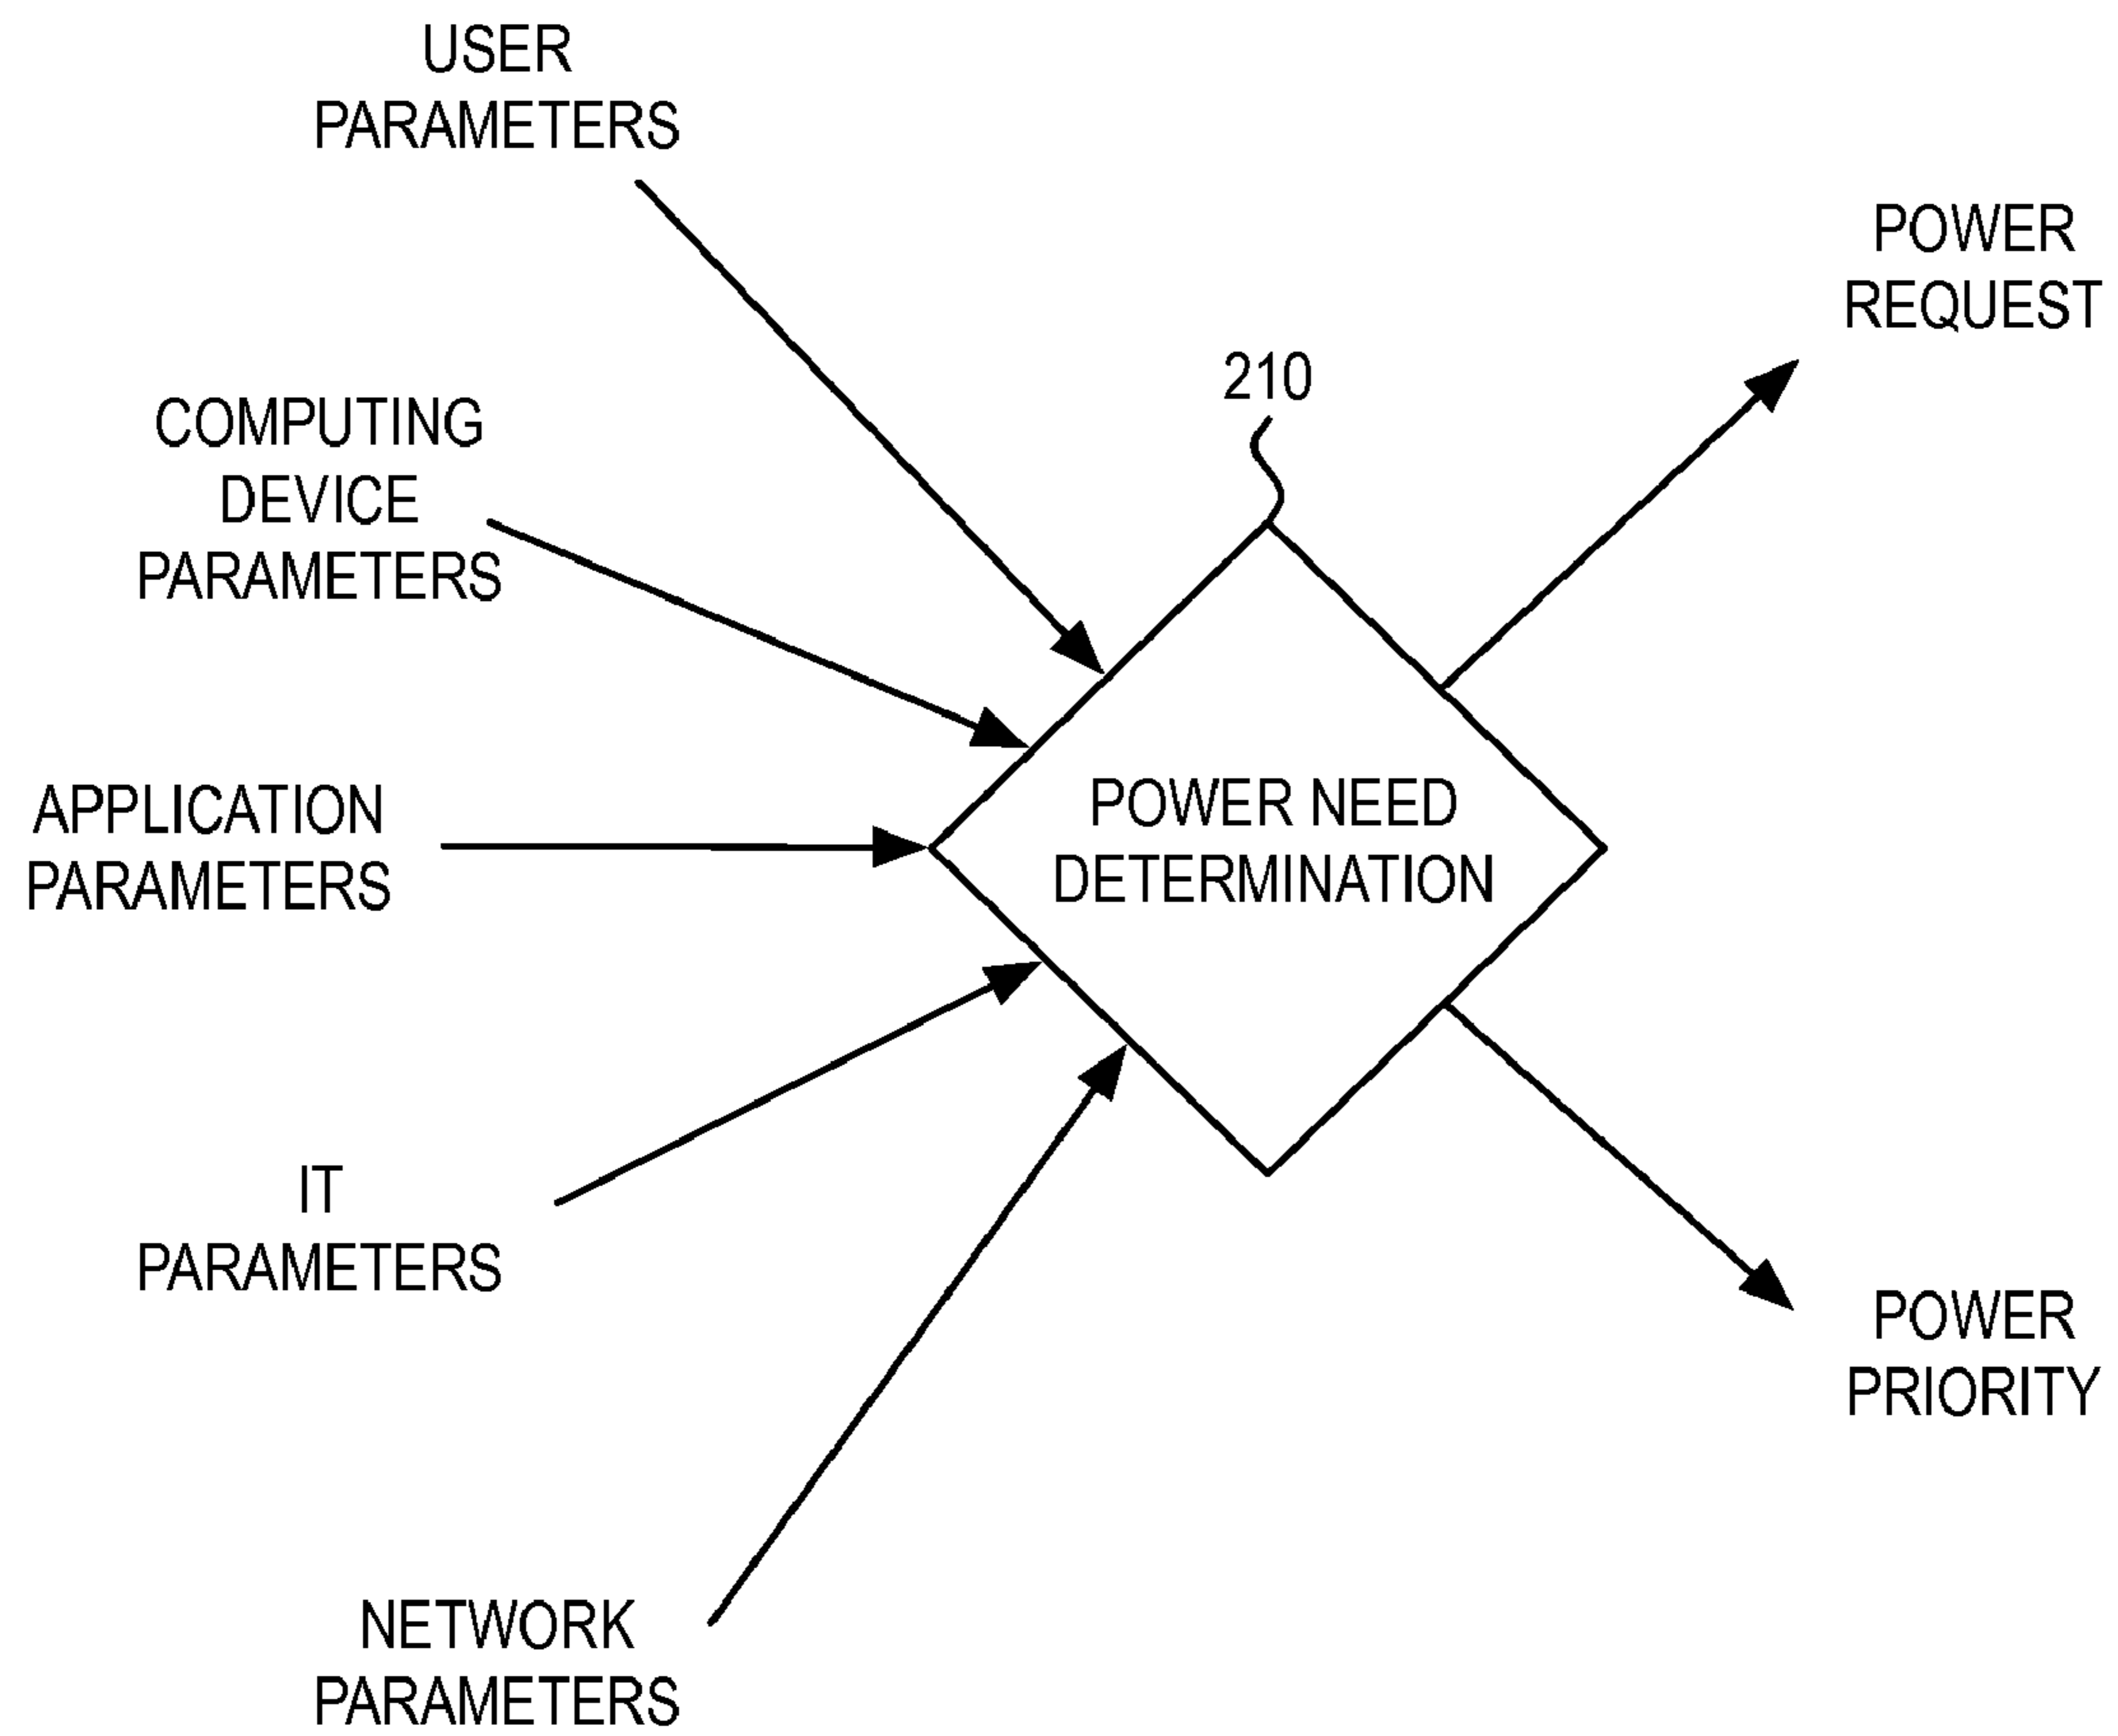 USER
PARAMETERS
POWER
REQUEST
210
COMPUTING
DEVICE
PARAMETERS
APPLICATION
PARAMETERS
POWER NEED
DETERMINATION
IT
PARAMETERS
POWER
PRIORITY
NETWORK
PARAMETERS